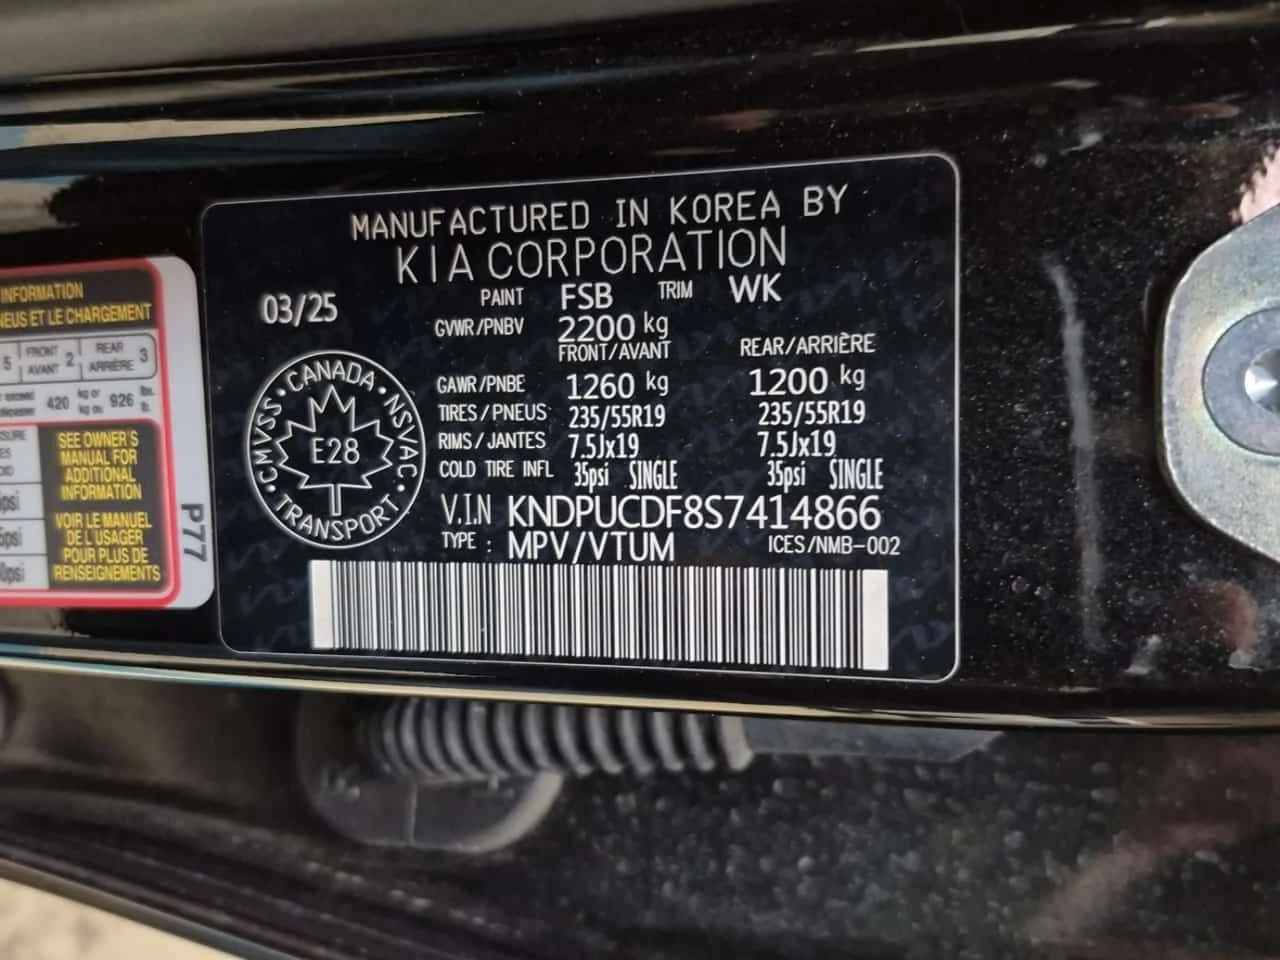 INFORMATION
NEUS ET LE CHARGEMENT
5 FRONT AVANT 2 REAR ARRIÈRE 3
420 kg or kg ou 926 lbs. lb.
SEE OWNER'S
MANUAL FOR
ADDITIONAL
INFORMATION
VOIR LE MANUEL
DE L'USAGER
POUR PLUS DE
RENSEIGNEMENTS
P77
MANUFACTURED IN KOREA BY
KIA CORPORATION
03/25
PAINT FSB TRIM WK
GVWR/PNBV 2200 kg
FRONT/AVANT REAR/ARRIÈRE
GAWR/PNBE 1260 kg 1200 kg
TIRES/PNEUS 235/55R19 235/55R19
RIMS/JANTES 7.5Jx19 7.5Jx19
COLD TIRE INFL 35psi SINGLE 35psi SINGLE
V.I.N KNDPUCDF8S7414866
TYPE : MPV/VTUM ICES/NMB-002
CANADA · NSVAC · TRANSPORT · CMVSS ·
E28